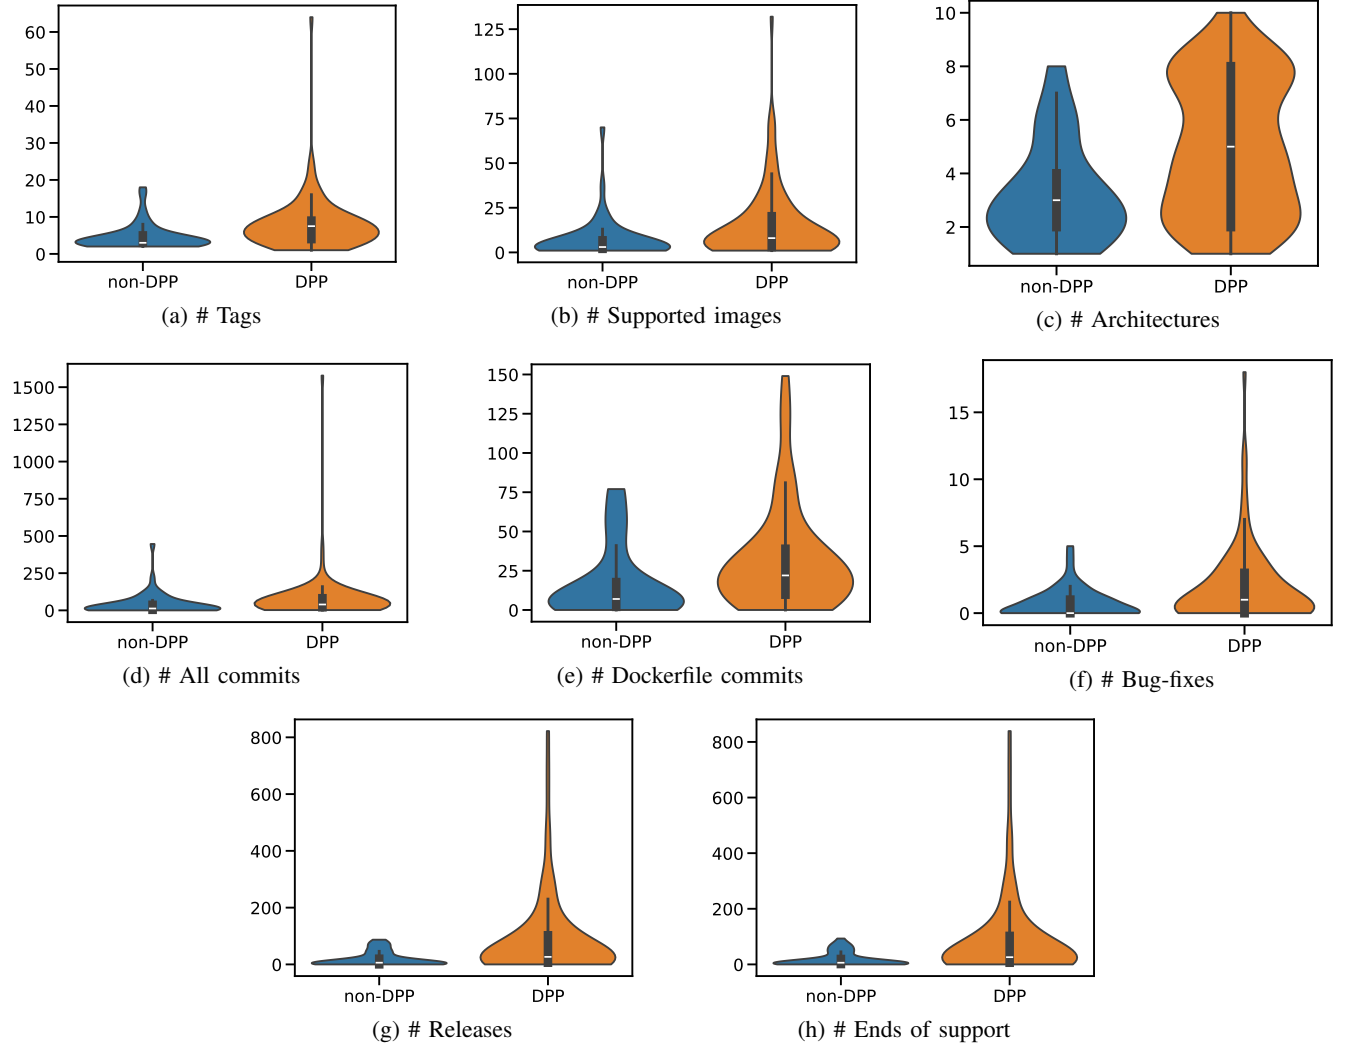 60
50
40
30
20
10
0
non-DPP DPP
(a) # Tags
125
100
75
50
25
0
non-DPP DPP
(b) # Supported images
10
8
6
4
2
non-DPP DPP
(c) # Architectures
1500
1250
1000
750
500
250
0
non-DPP DPP
(d) # All commits
150
125
100
75
50
25
0
non-DPP DPP
(e) # Dockerfile commits
15
10
5
0
non-DPP DPP
(f) # Bug-fixes
800
600
400
200
0
non-DPP DPP
(g) # Releases
800
600
400
200
0
non-DPP DPP
(h) # Ends of support